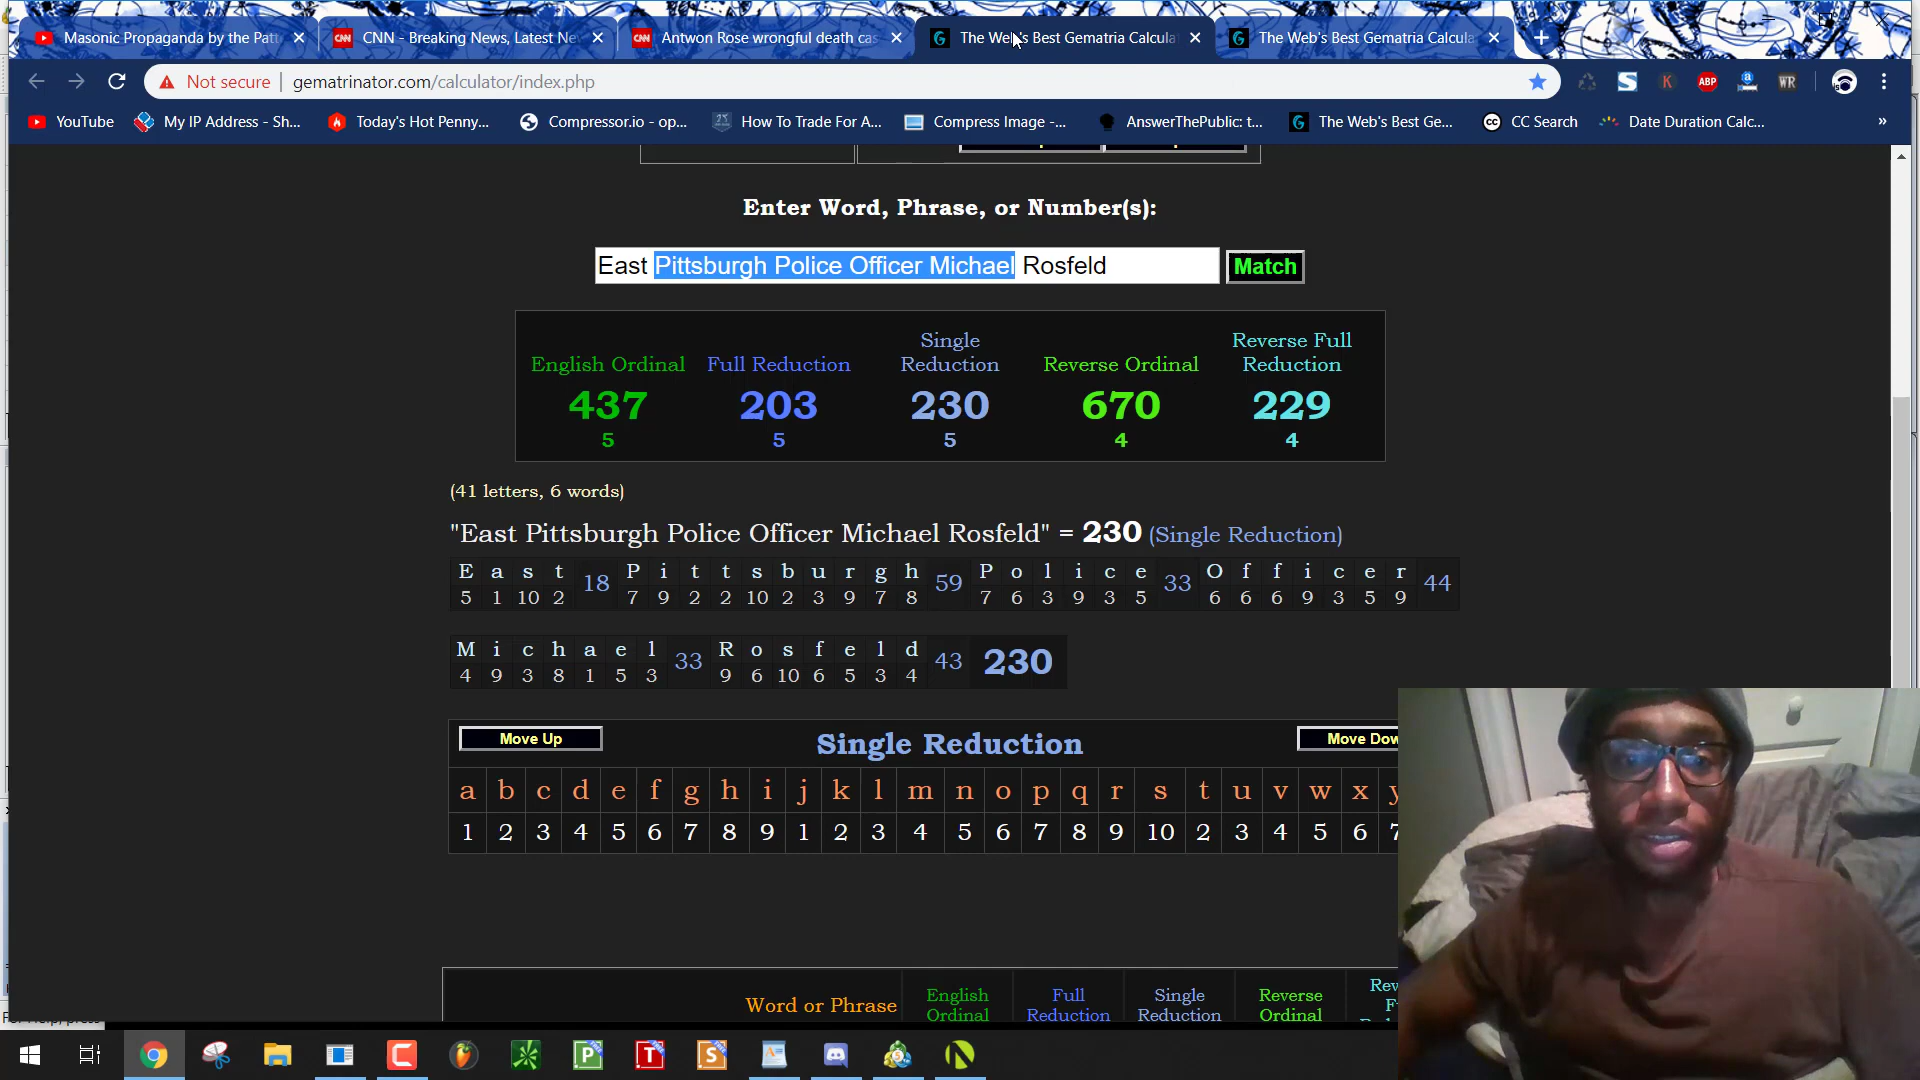 Masonic Propaganda by the Patt
CNN - Breaking News, Latest Ne
Antwon Rose wrongful death cas
The Web's Best Gematria Calcula
The Web's Best Gematria Calcula
Not secure | gematrinator.com/calculator/index.php
YouTube
My IP Address - Sh...
Today's Hot Penny...
Compressor.io - op...
How To Trade For A...
Compress Image -...
AnswerThePublic: t...
The Web's Best Ge...
CC Search
Date Duration Calc...
»
Enter Word, Phrase, or Number(s):
East Pittsburgh Police Officer Michael Rosfeld
Match
English Ordinal Full Reduction Single Reduction Reverse Ordinal Reverse Full Reduction
437 203 230 670 229
5 5 5 4 4
(41 letters, 6 words)
"East Pittsburgh Police Officer Michael Rosfeld" = 230 (Single Reduction)
E a s t 18 P i t t s b u r g h 59 P o l i c e 33 O f f i c e r 44
5 1 10 2 7 9 2 2 10 2 3 9 7 8 7 6 3 9 3 5 6 6 6 9 3 5 9
M i c h a e l 33 R o s f e l d 43 230
4 9 3 8 1 5 3 9 6 10 6 5 3 4
Move Up
Single Reduction
Move Dow
a b c d e f g h i j k l m n o p q r s t u v w x y
1 2 3 4 5 6 7 8 9 1 2 3 4 5 6 7 8 9 10 2 3 4 5 6 7
Word or Phrase
English Ordinal
Full Reduction
Single Reduction
Reverse Ordinal